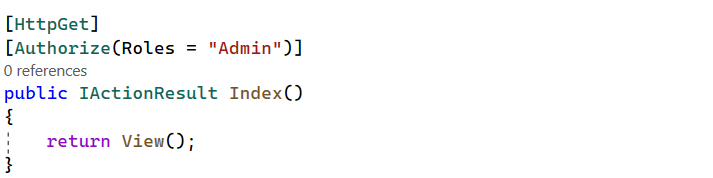 [HttpGet]
[Authorize(Roles = "Admin")]
0 references
public IActionResult Index()
{
    return View();
}